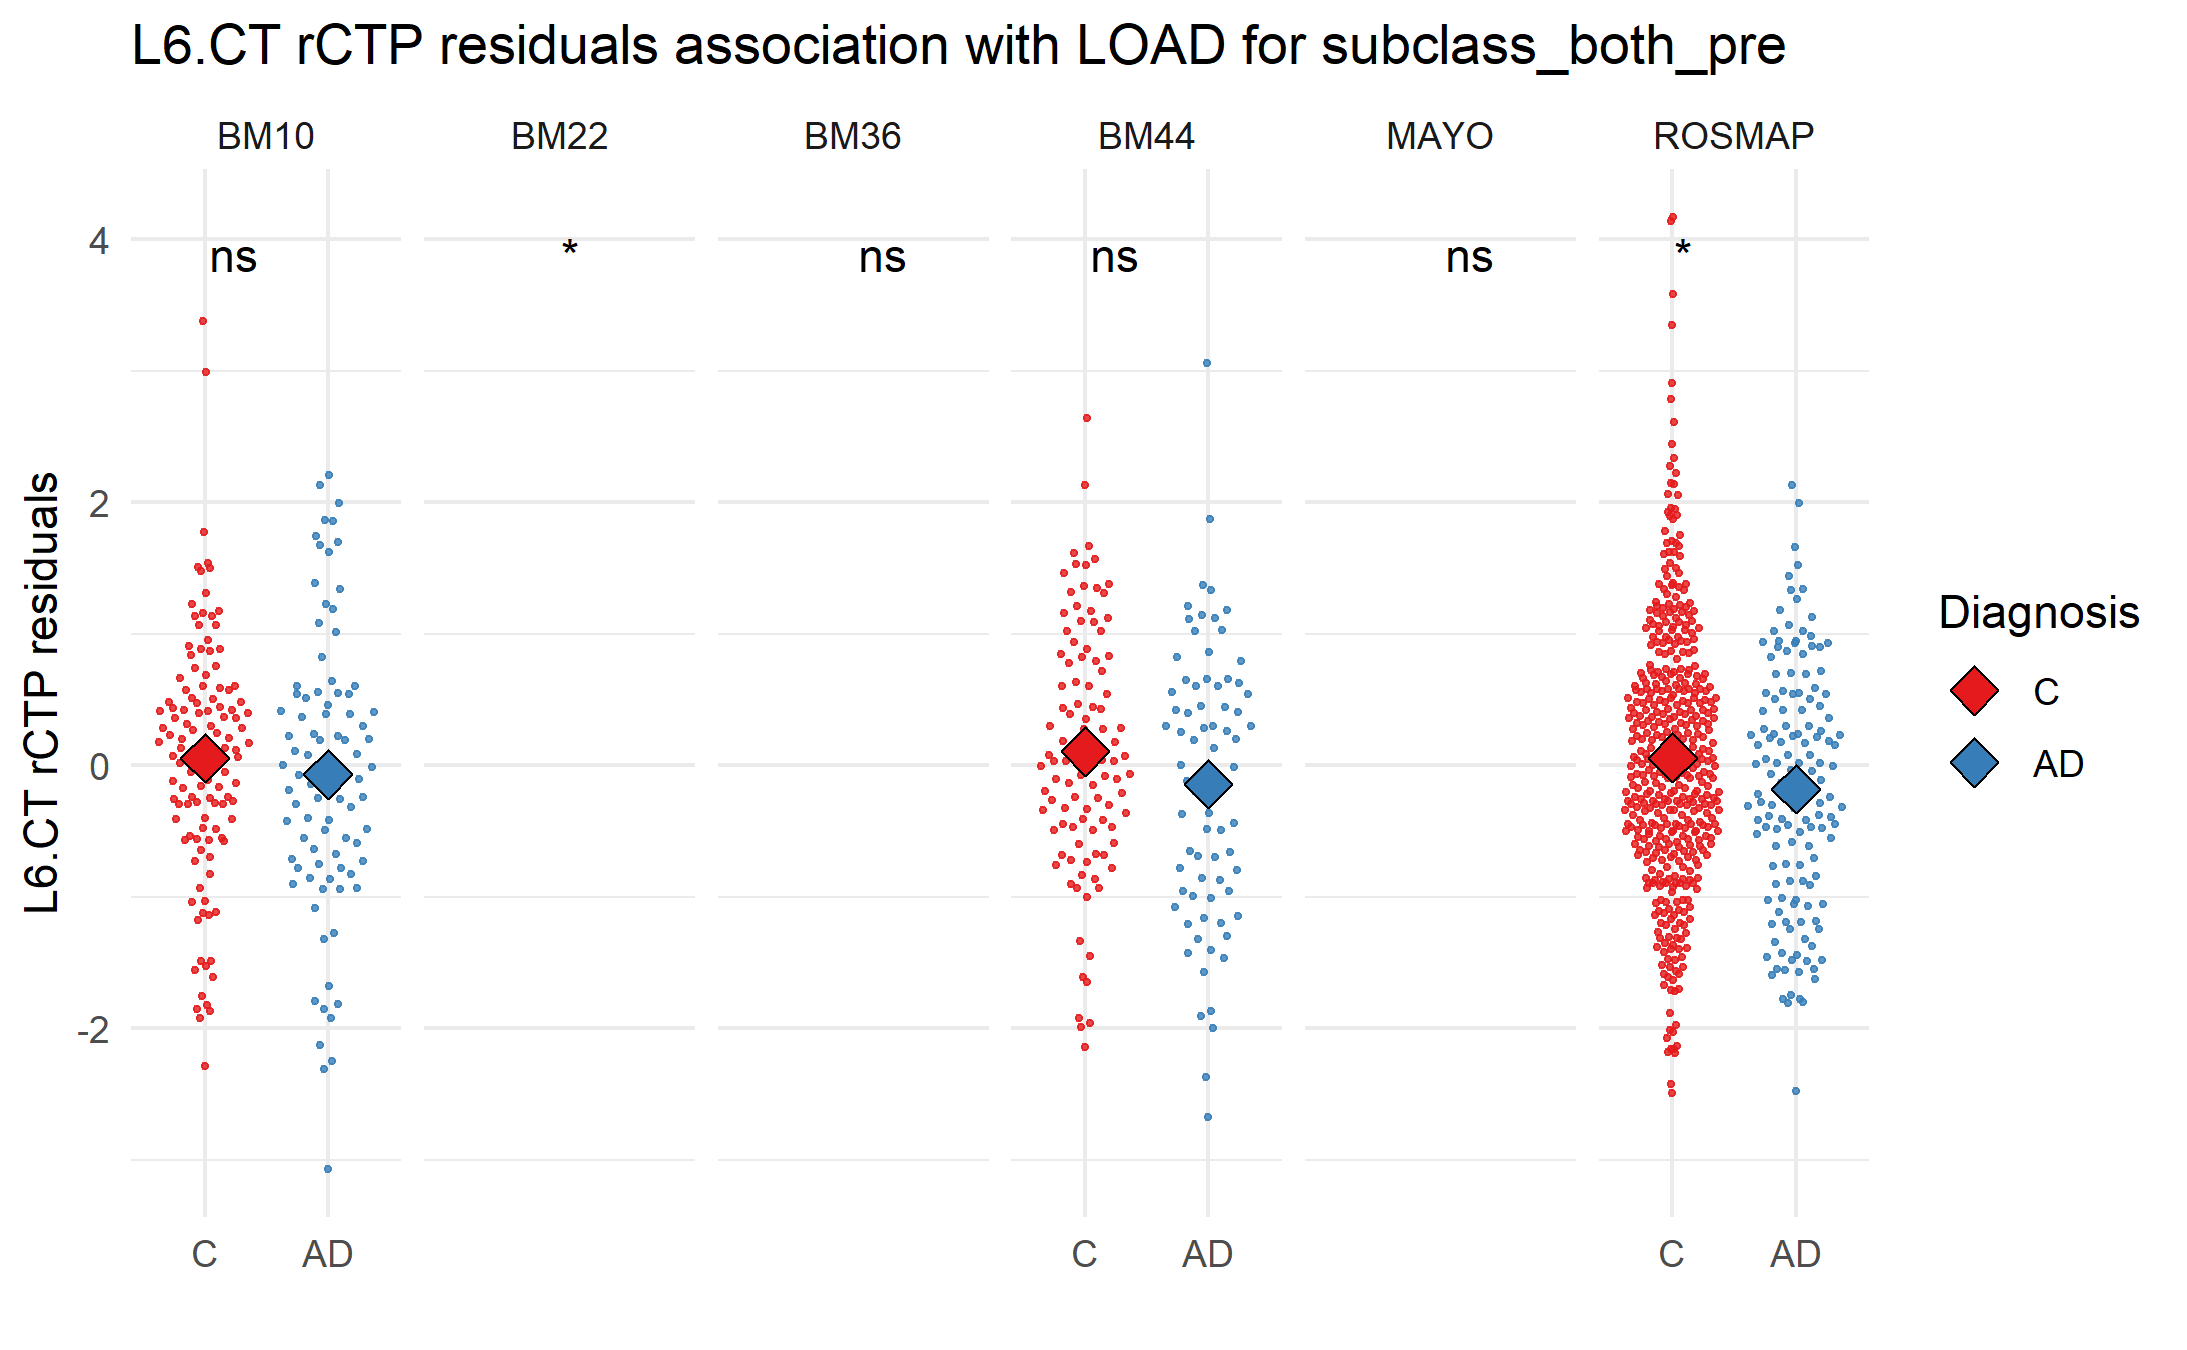 L6.CT rCTP residuals association with LOAD for subclass_both_pre
BM10 BM22 BM36 BM44 MAYO ROSMAP
4
ns * ns ns ns *
2
0
-2
L6.CT rCTP residuals
C AD C AD C AD
Diagnosis
C
AD